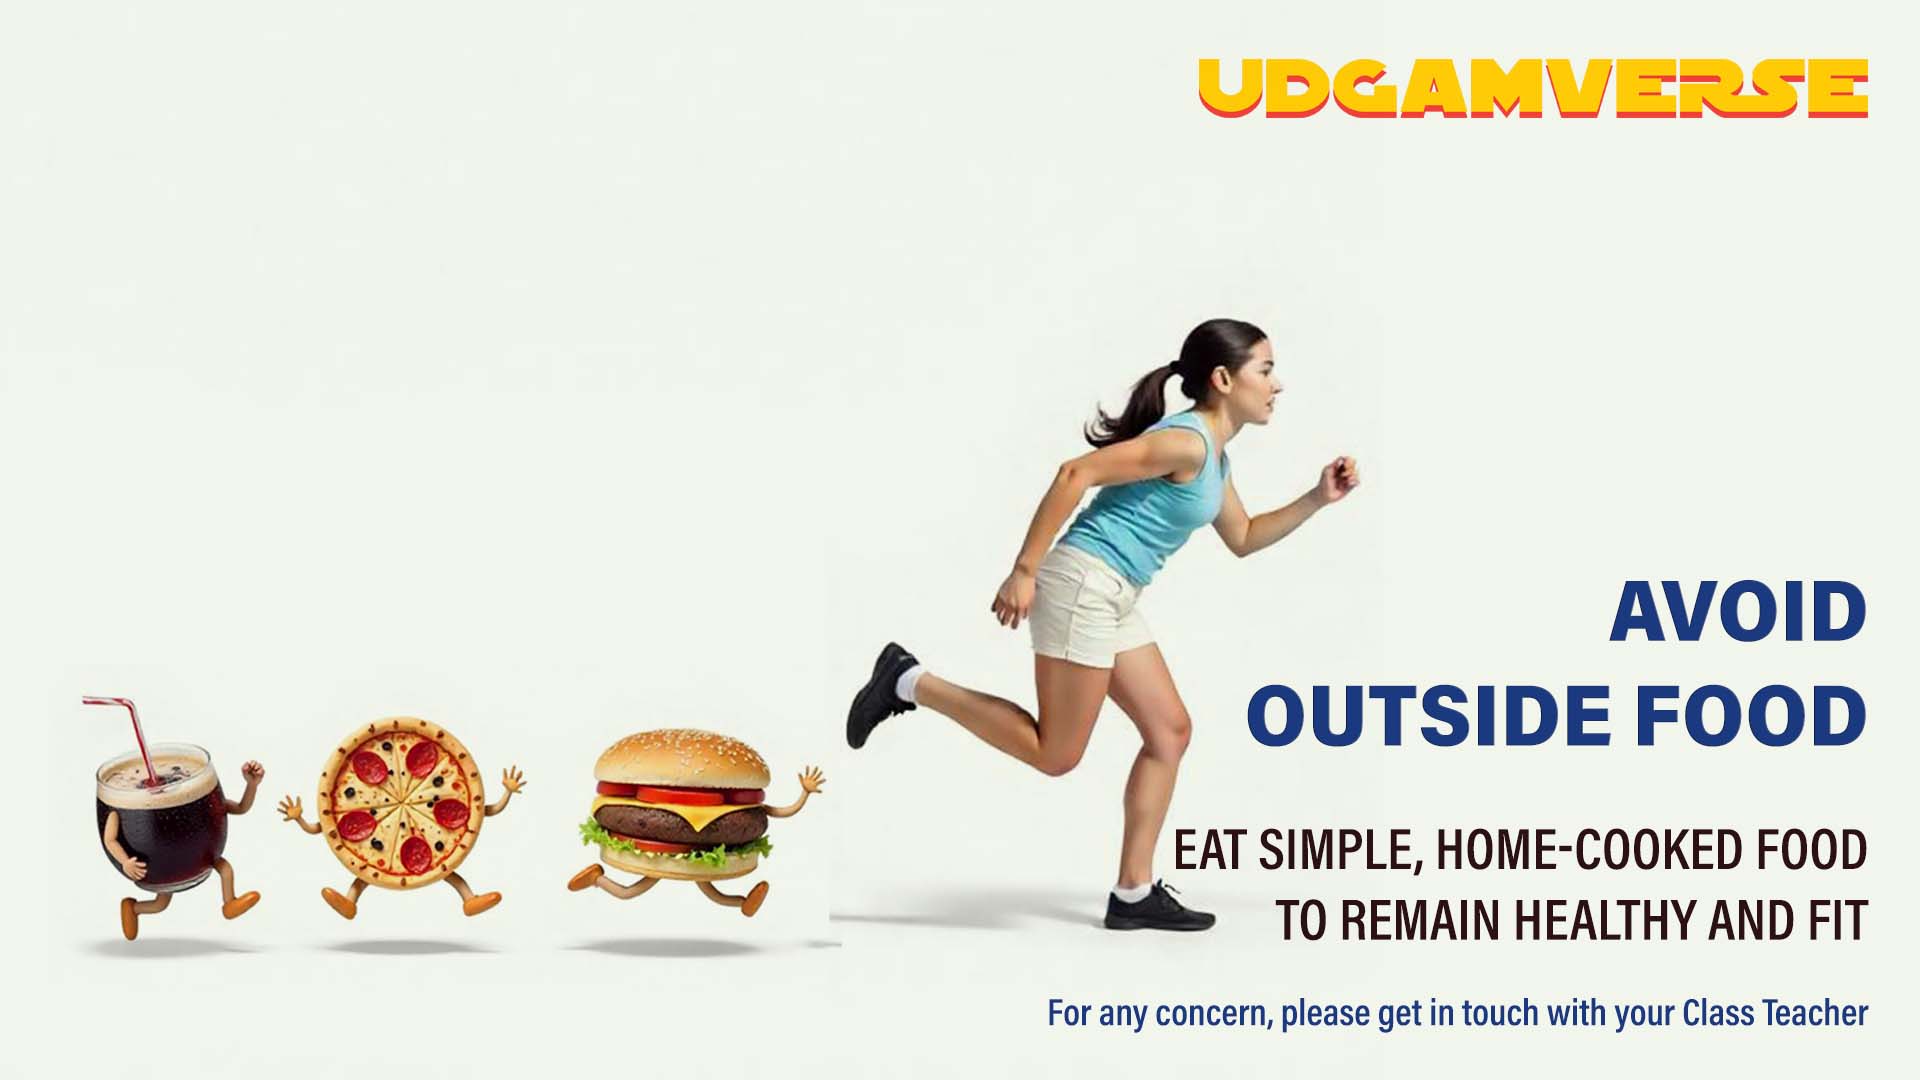 UDGAMVERSE
AVOID
OUTSIDE FOOD
EAT SIMPLE, HOME-COOKED FOOD
TO REMAIN HEALTHY AND FIT
For any concern, please get in touch with your Class Teacher